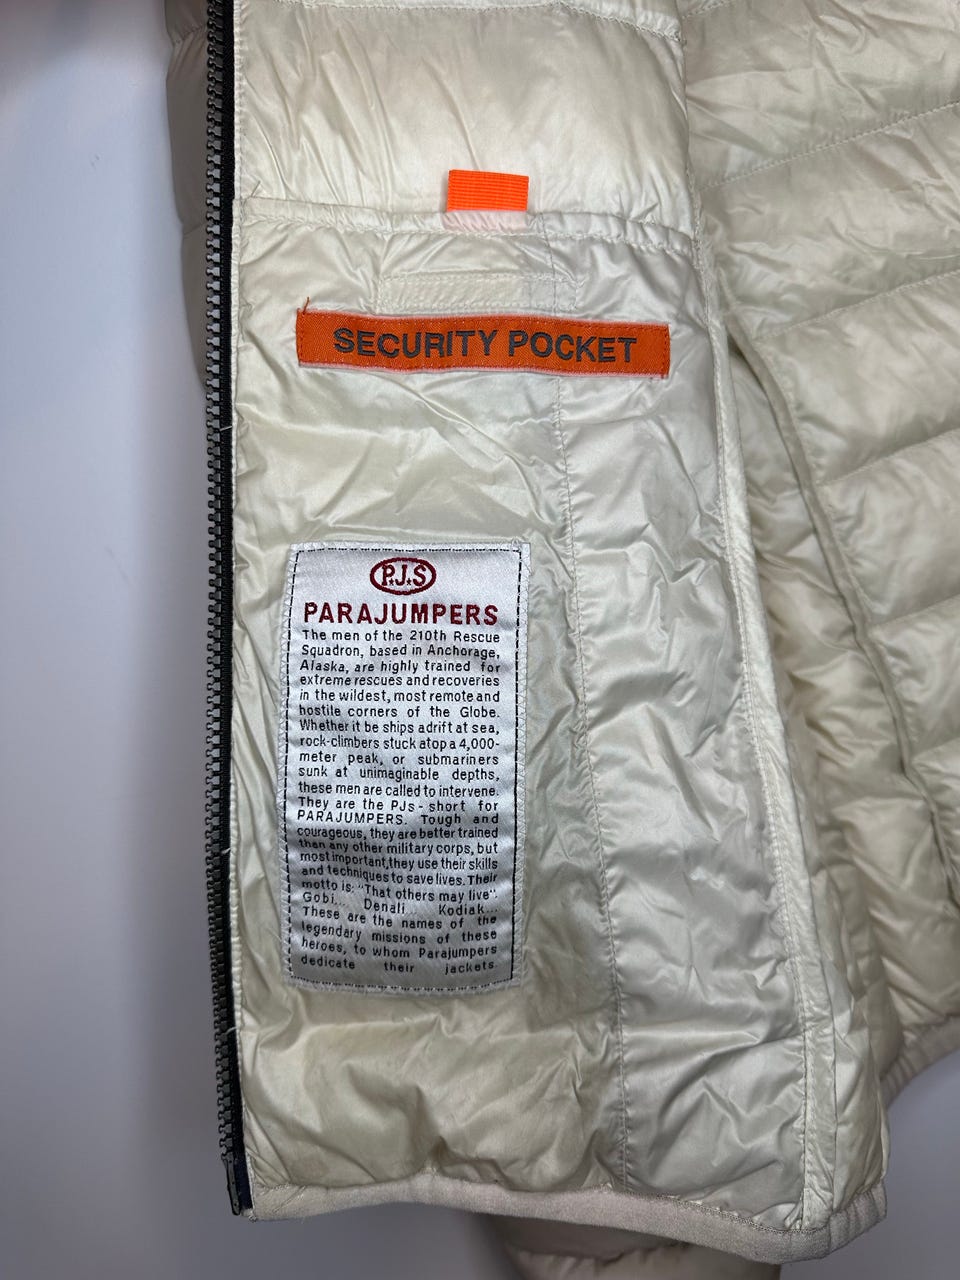 SECURITY POCKET
P.J.S
PARAJUMPERS
The men of the 210th Rescue
Squadron, based in Anchorage,
Alaska, are highly trained for
extreme rescues and recoveries
in the wildest, most remote and
hostile corners of the Globe.
Whether it be ships adrift at sea,
rock-climbers stuck atop a 4,000-
meter peak, or submariners
sunk at unimaginable depths,
these men are called to intervene.
They are the PJs - short for
PARAJUMPERS. Tough and
courageous, they are better trained
than any other military corps, but
most important,they use their skills
and techniques to save lives. Their
motto is: "That others may live".
Gobi... Denali... Kodiak...
These are the names of the
legendary missions of these
heroes, to whom Parajumpers
dedicate their jackets